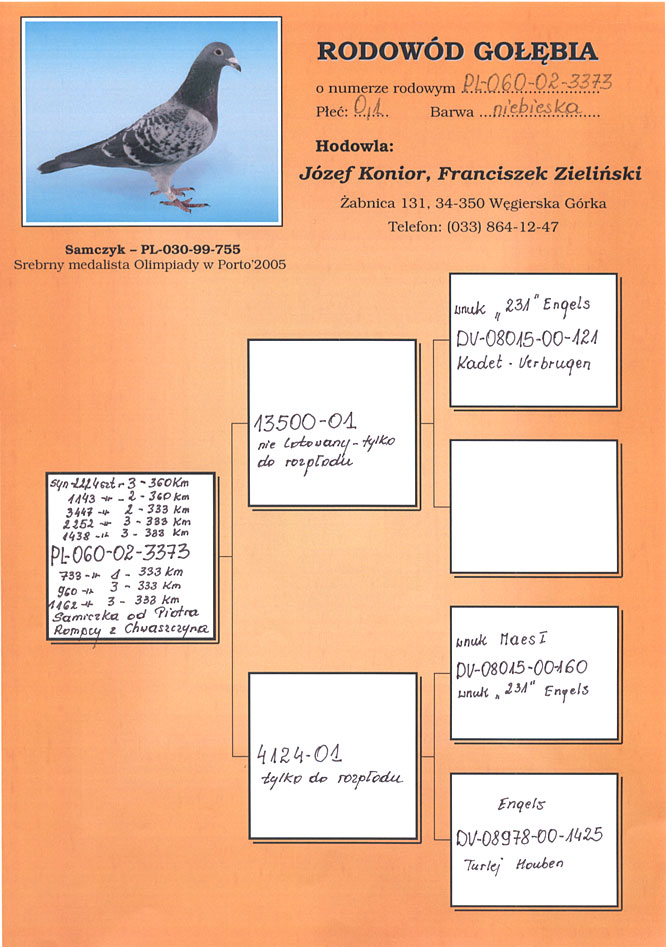 RODOWÓD GOŁĘBIA
o numerze rodowym PL-060-02-3373
Płeć: 0,1 Barwa niebieska
Hodowla:
Józef Konior, Franciszek Zieliński
Żabnica 131, 34-350 Węgierska Górka
Telefon: (033) 864-12-47
Samczyk – PL-030-99-755
Srebrny medalista Olimpiady w Porto'2005
wnuk „231" Engels
DV-08015-00-121
Kadet - Verbrugen
13500-01
nie lotowany - tylko
do rozpłodu
3 - 360 Km
1143 -"- 2 - 360 Km
3447 -"- 2 - 333 Km
2252 -"- 3 - 333 Km
1438 -"- 3 - 333 Km
PL-060-02-3373
733 -"- 1 - 333 Km
960 -"- 3 - 333 Km
1162 -"- 3 - 333 Km
Samiczka od Piotra
Rompcy z Chwaszczyna
wnuk Maes I
DV-08015-00-160
wnuk „231" Engels
4124-01
tylko do rozpłodu
Engels
DV-08978-00-1425
Turlej Houben